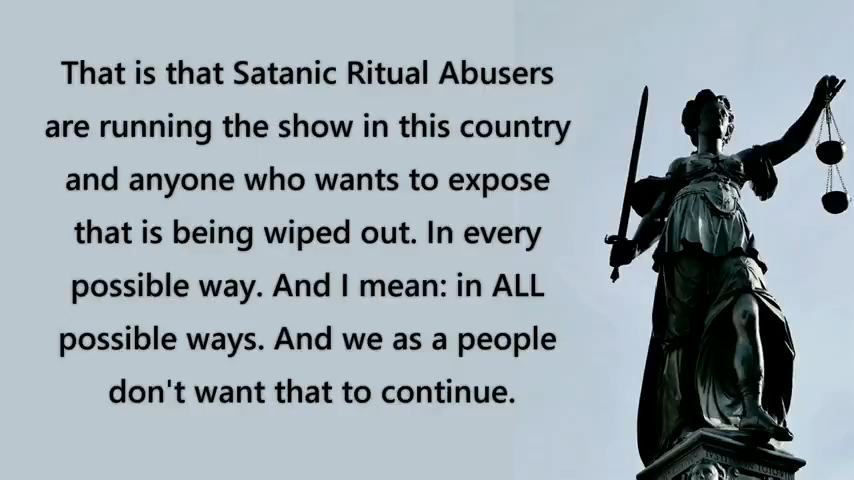 That is that Satanic Ritual Abusers
are running the show in this country
and anyone who wants to expose
that is being wiped out. In every
possible way. And I mean: in ALL
possible ways. And we as a people
don't want that to continue.